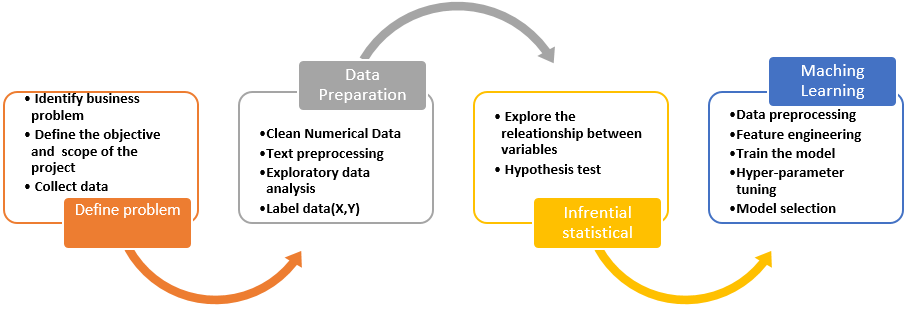 • Identify business
problem
• Define the objective
and scope of the
project
• Collect data
Define problem
Data
Preparation
•Clean Numerical Data
•Text preprocessing
•Exploratory data
analysis
•Label data(X,Y)
• Explore the
releationship between
variables
• Hypothesis test
Infrential
statistical
Maching
Learning
•Data preprocessing
•Feature engineering
•Train the model
•Hyper-parameter
tuning
•Model selection